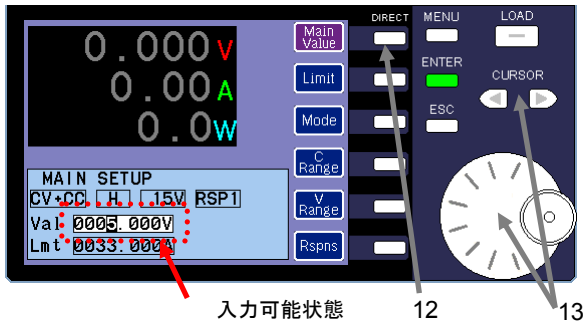 0.000V
0.00A
0.0W
MAIN SETUP
CV+CC H 15V RSP1
Val 0005.000V
Lmt 0033.000A
Main Value
Limit
Mode
C Range
V Range
Rspns
DIRECT
MENU
ENTER
ESC
LOAD
CURSOR
入力可能状態
12
13